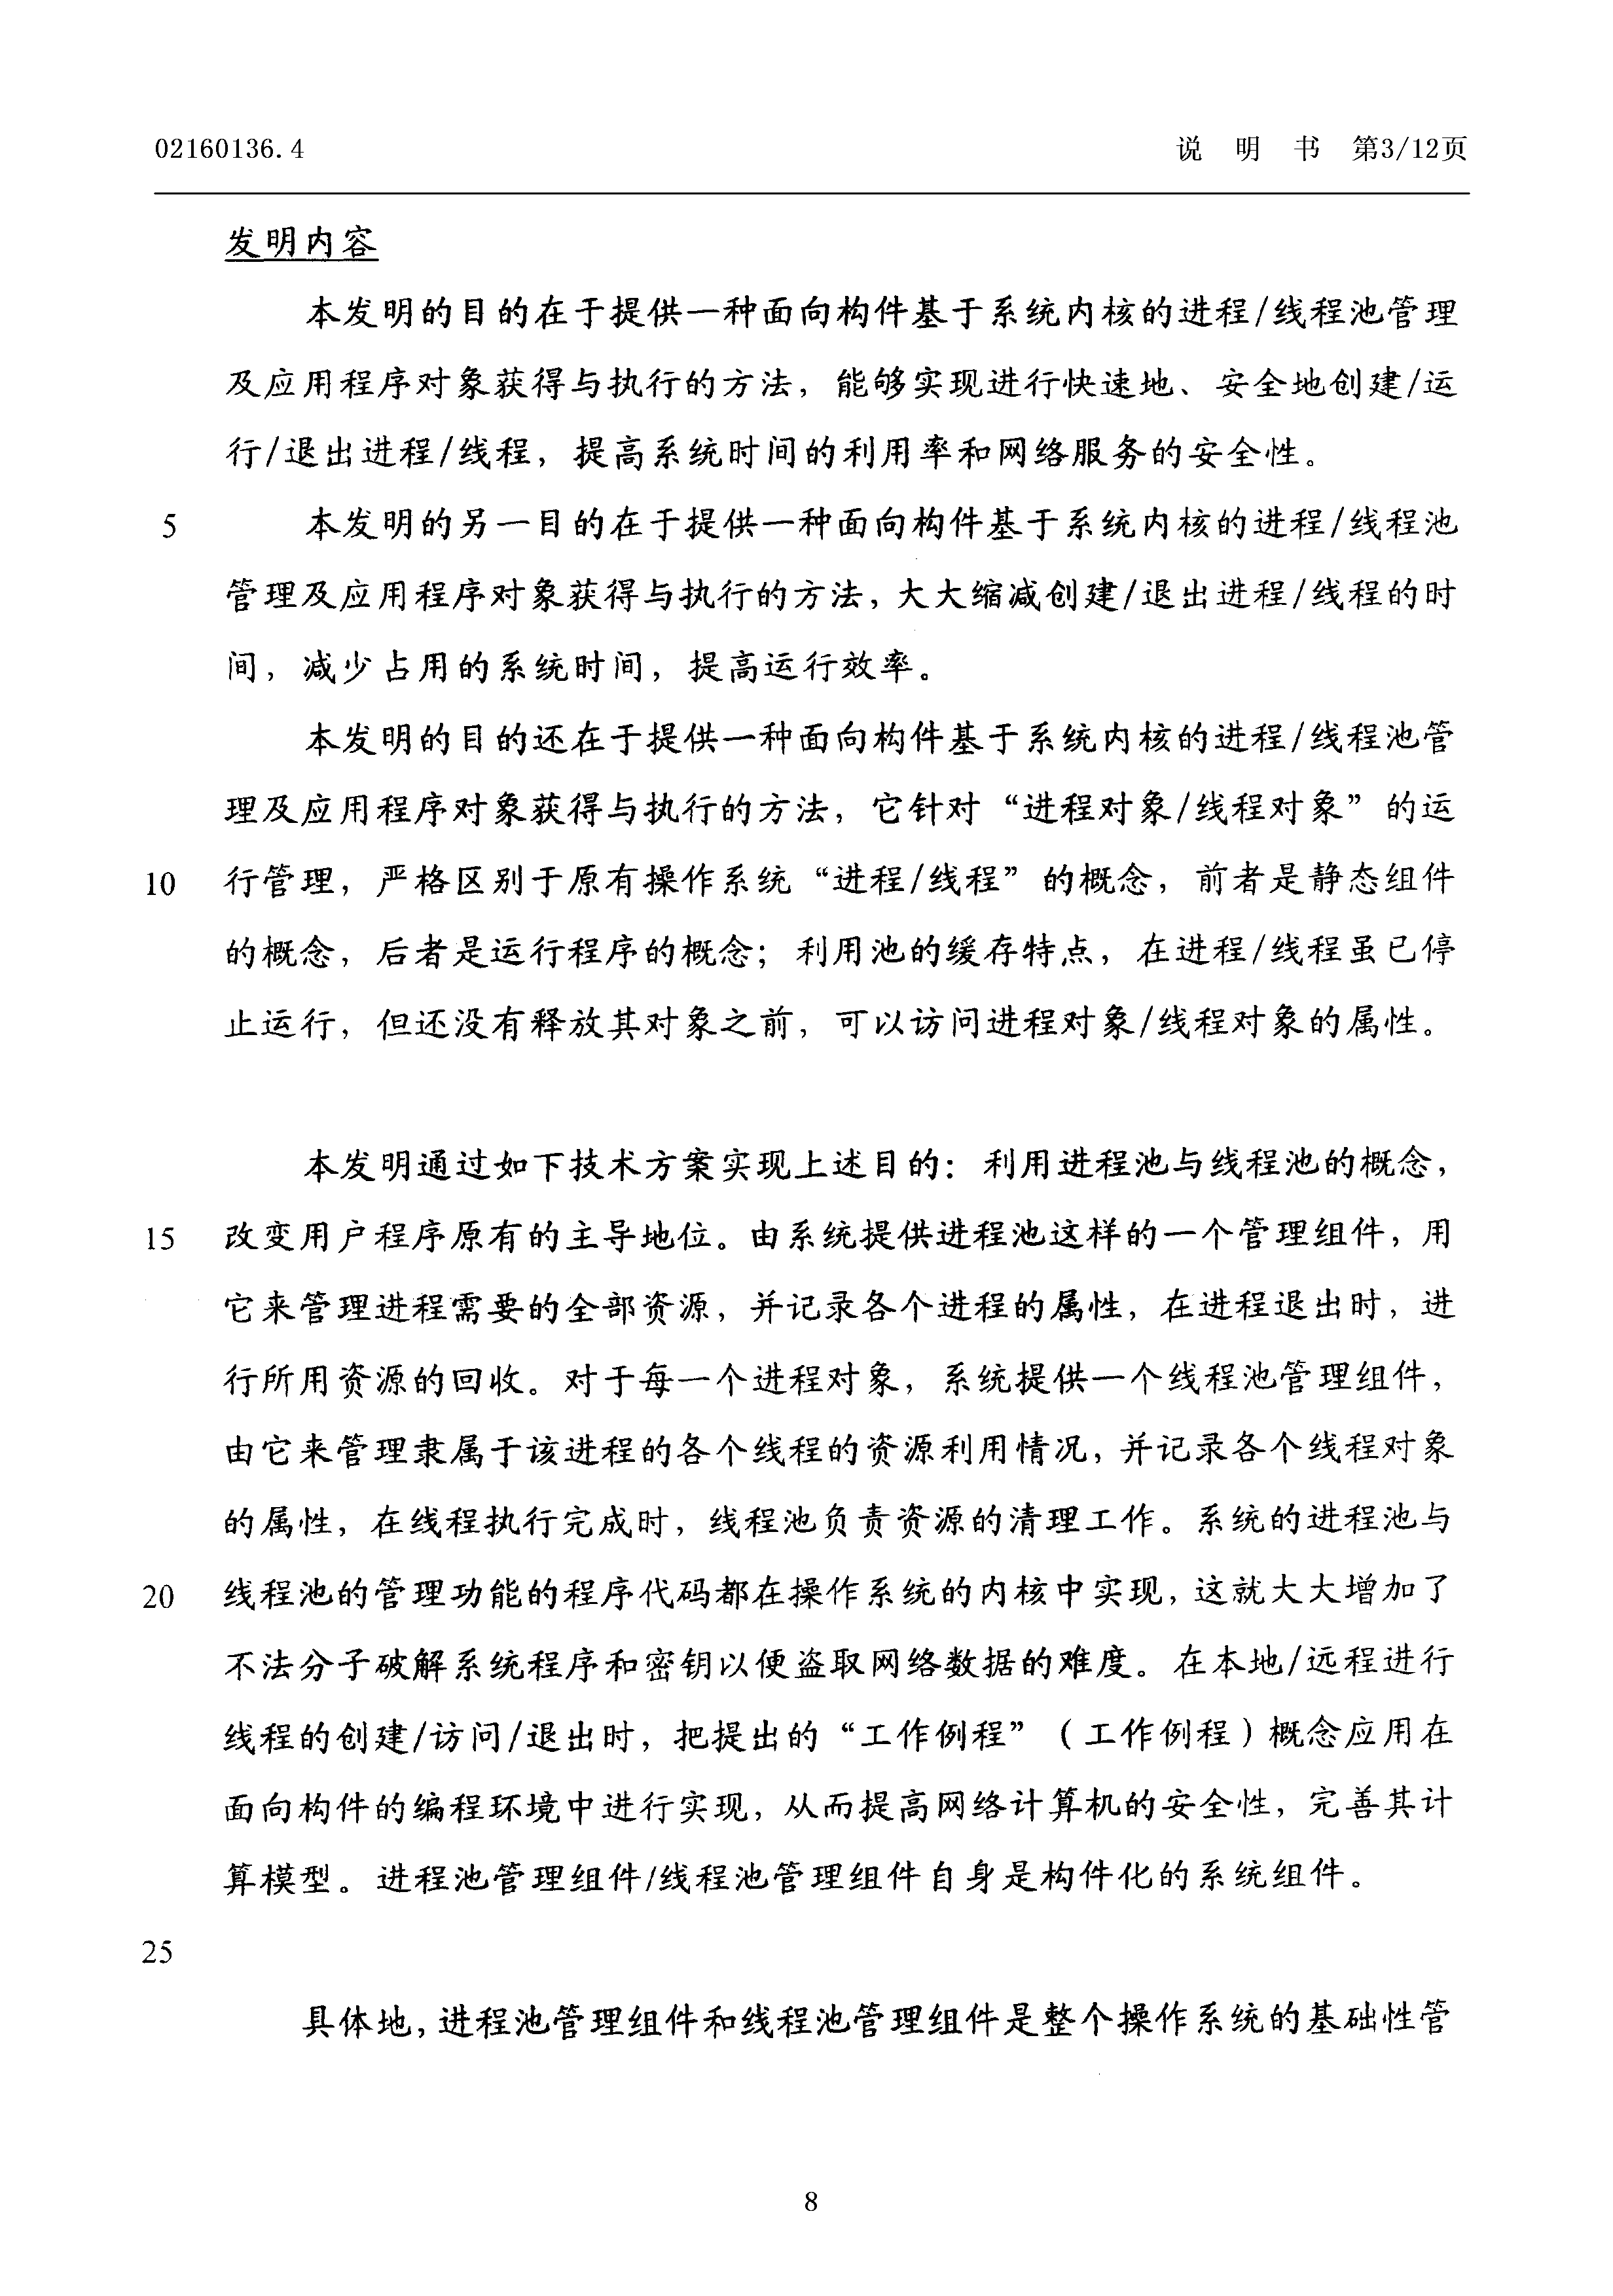 02160136.4 说 明 书 第3/12页
发明内容
本发明的目的在于提供一种面向构件基于系统内核的进程/线程池管理
及应用程序对象获得与执行的方法，能够实现进行快速地、安全地创建/运
行/退出进程/线程，提高系统时间的利用率和网络服务的安全性。
5 本发明的另一目的在于提供一种面向构件基于系统内核的进程/线程池
管理及应用程序对象获得与执行的方法，大大缩减创建/退出进程/线程的时
间，减少占用的系统时间，提高运行效率。
本发明的目的还在于提供一种面向构件基于系统内核的进程/线程池管
理及应用程序对象获得与执行的方法，它针对“进程对象/线程对象”的运
10 行管理，严格区别于原有操作系统“进程/线程”的概念，前者是静态组件
的概念，后者是运行程序的概念；利用池的缓存特点，在进程/线程虽已停
止运行，但还没有释放其对象之前，可以访问进程对象/线程对象的属性。
本发明通过如下技术方案实现上述目的：利用进程池与线程池的概念，
15 改变用户程序原有的主导地位。由系统提供进程池这样的一个管理组件，用
它来管理进程需要的全部资源，并记录各个进程的属性，在进程退出时，进
行所用资源的回收。对于每一个进程对象，系统提供一个线程池管理组件，
由它来管理隶属于该进程的各个线程的资源利用情况，并记录各个线程对象
的属性，在线程执行完成时，线程池负责资源的清理工作。系统的进程池与
20 线程池的管理功能的程序代码都在操作系统的内核中实现，这就大大增加了
不法分子破解系统程序和密钥以便盗取网络数据的难度。在本地/远程进行
线程的创建/访问/退出时，把提出的“工作例程”（工作例程）概念应用在
面向构件的编程环境中进行实现，从而提高网络计算机的安全性，完善其计
算模型。进程池管理组件/线程池管理组件自身是构件化的系统组件。
25
具体地，进程池管理组件和线程池管理组件是整个操作系统的基础性管
8